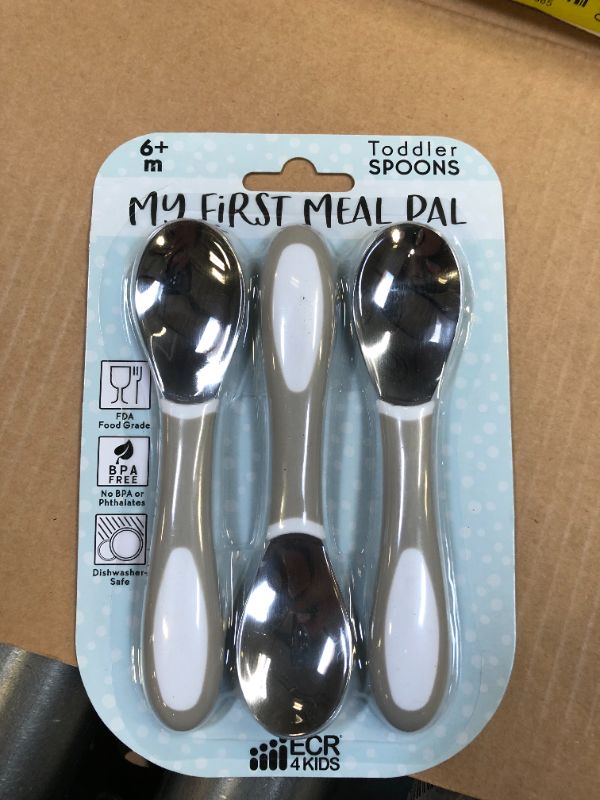 6+
m
Toddler
SPOONS
MY FIRST MEAL PAL
FDA
Food Grade
BPA
FREE
No BPA or
Phthalates
Dishwasher-
Safe
ECR
4KIDS